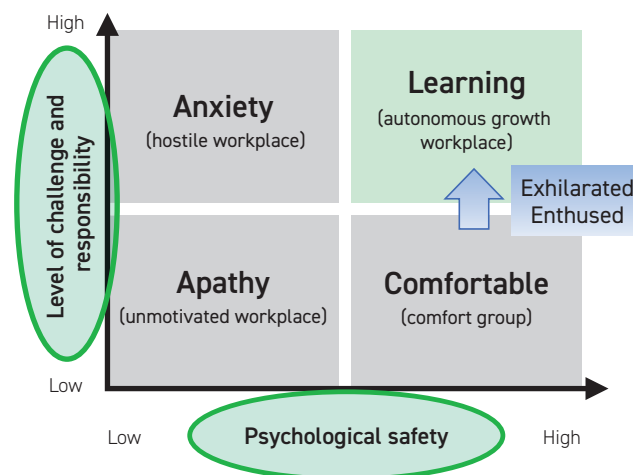 High
Level of challenge and
responsibility
Anxiety
(hostile workplace)
Learning
(autonomous growth
workplace)
Exhilarated
Enthused
Apathy
(unmotivated workplace)
Comfortable
(comfort group)
Low
Low
Psychological safety
High